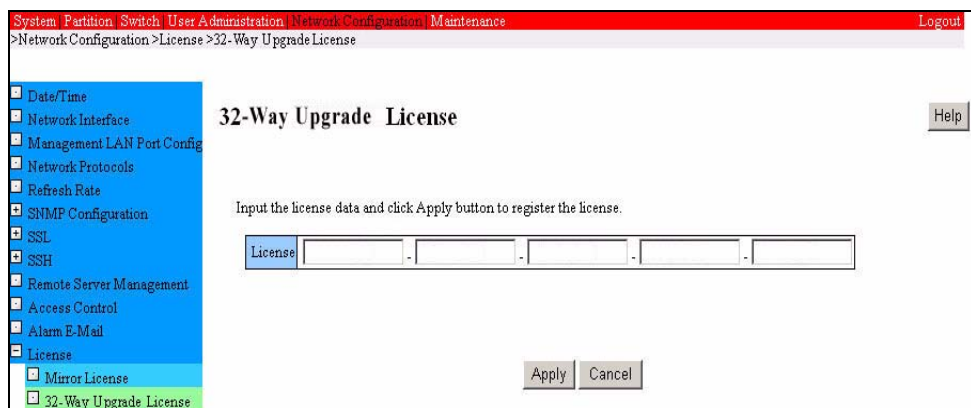 System | Partition | Switch | User Administration | Network Configuration | Maintenance Logout
>Network Configuration >License >32-Way Upgrade License
Date/Time
Network Interface
Management LAN Port Config
Network Protocols
Refresh Rate
SNMP Configuration
SSL
SSH
Remote Server Management
Access Control
Alarm E-Mail
License
Mirror License
32-Way Upgrade License
32-Way Upgrade License
Help
Input the license data and click Apply button to register the license.
License - - - -
Apply Cancel